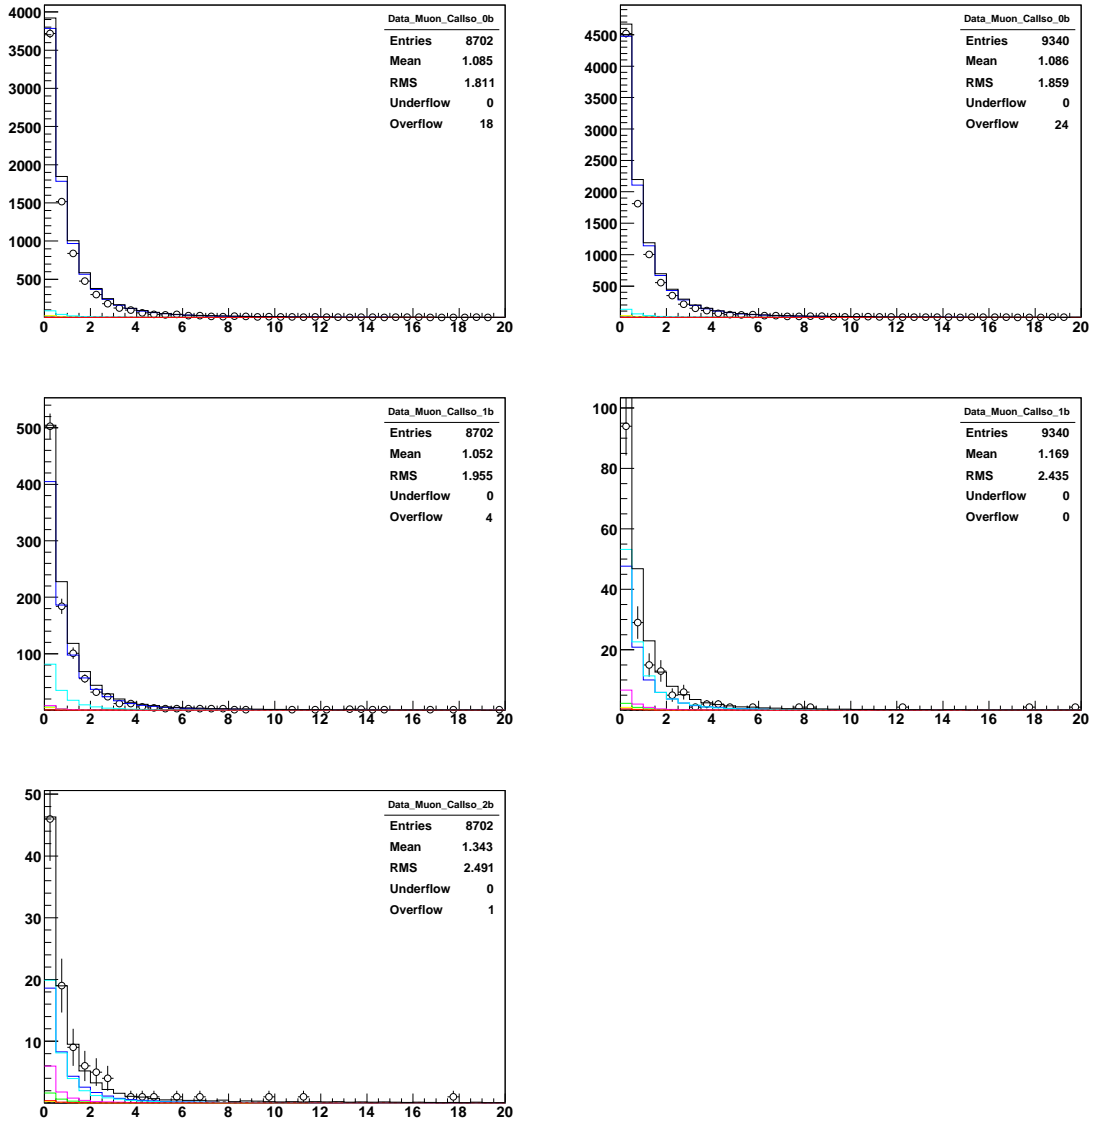 Data_Muon_CalIso_0b
Entries 8702
Mean 1.085
RMS 1.811
Underflow 0
Overflow 18
4000
3500
3000
2500
2000
1500
1000
500
0 2 4 6 8 10 12 14 16 18 20
Data_Muon_CalIso_0b
Entries 9340
Mean 1.086
RMS 1.859
Underflow 0
Overflow 24
4500
4000
3500
3000
2500
2000
1500
1000
500
0 2 4 6 8 10 12 14 16 18 20
Data_Muon_CalIso_1b
Entries 8702
Mean 1.052
RMS 1.955
Underflow 0
Overflow 4
500
400
300
200
100
0 2 4 6 8 10 12 14 16 18 20
Data_Muon_CalIso_1b
Entries 9340
Mean 1.169
RMS 2.435
Underflow 0
Overflow 0
100
80
60
40
20
0 2 4 6 8 10 12 14 16 18 20
Data_Muon_CalIso_2b
Entries 8702
Mean 1.343
RMS 2.491
Underflow 0
Overflow 1
50
40
30
20
10
0 2 4 6 8 10 12 14 16 18 20